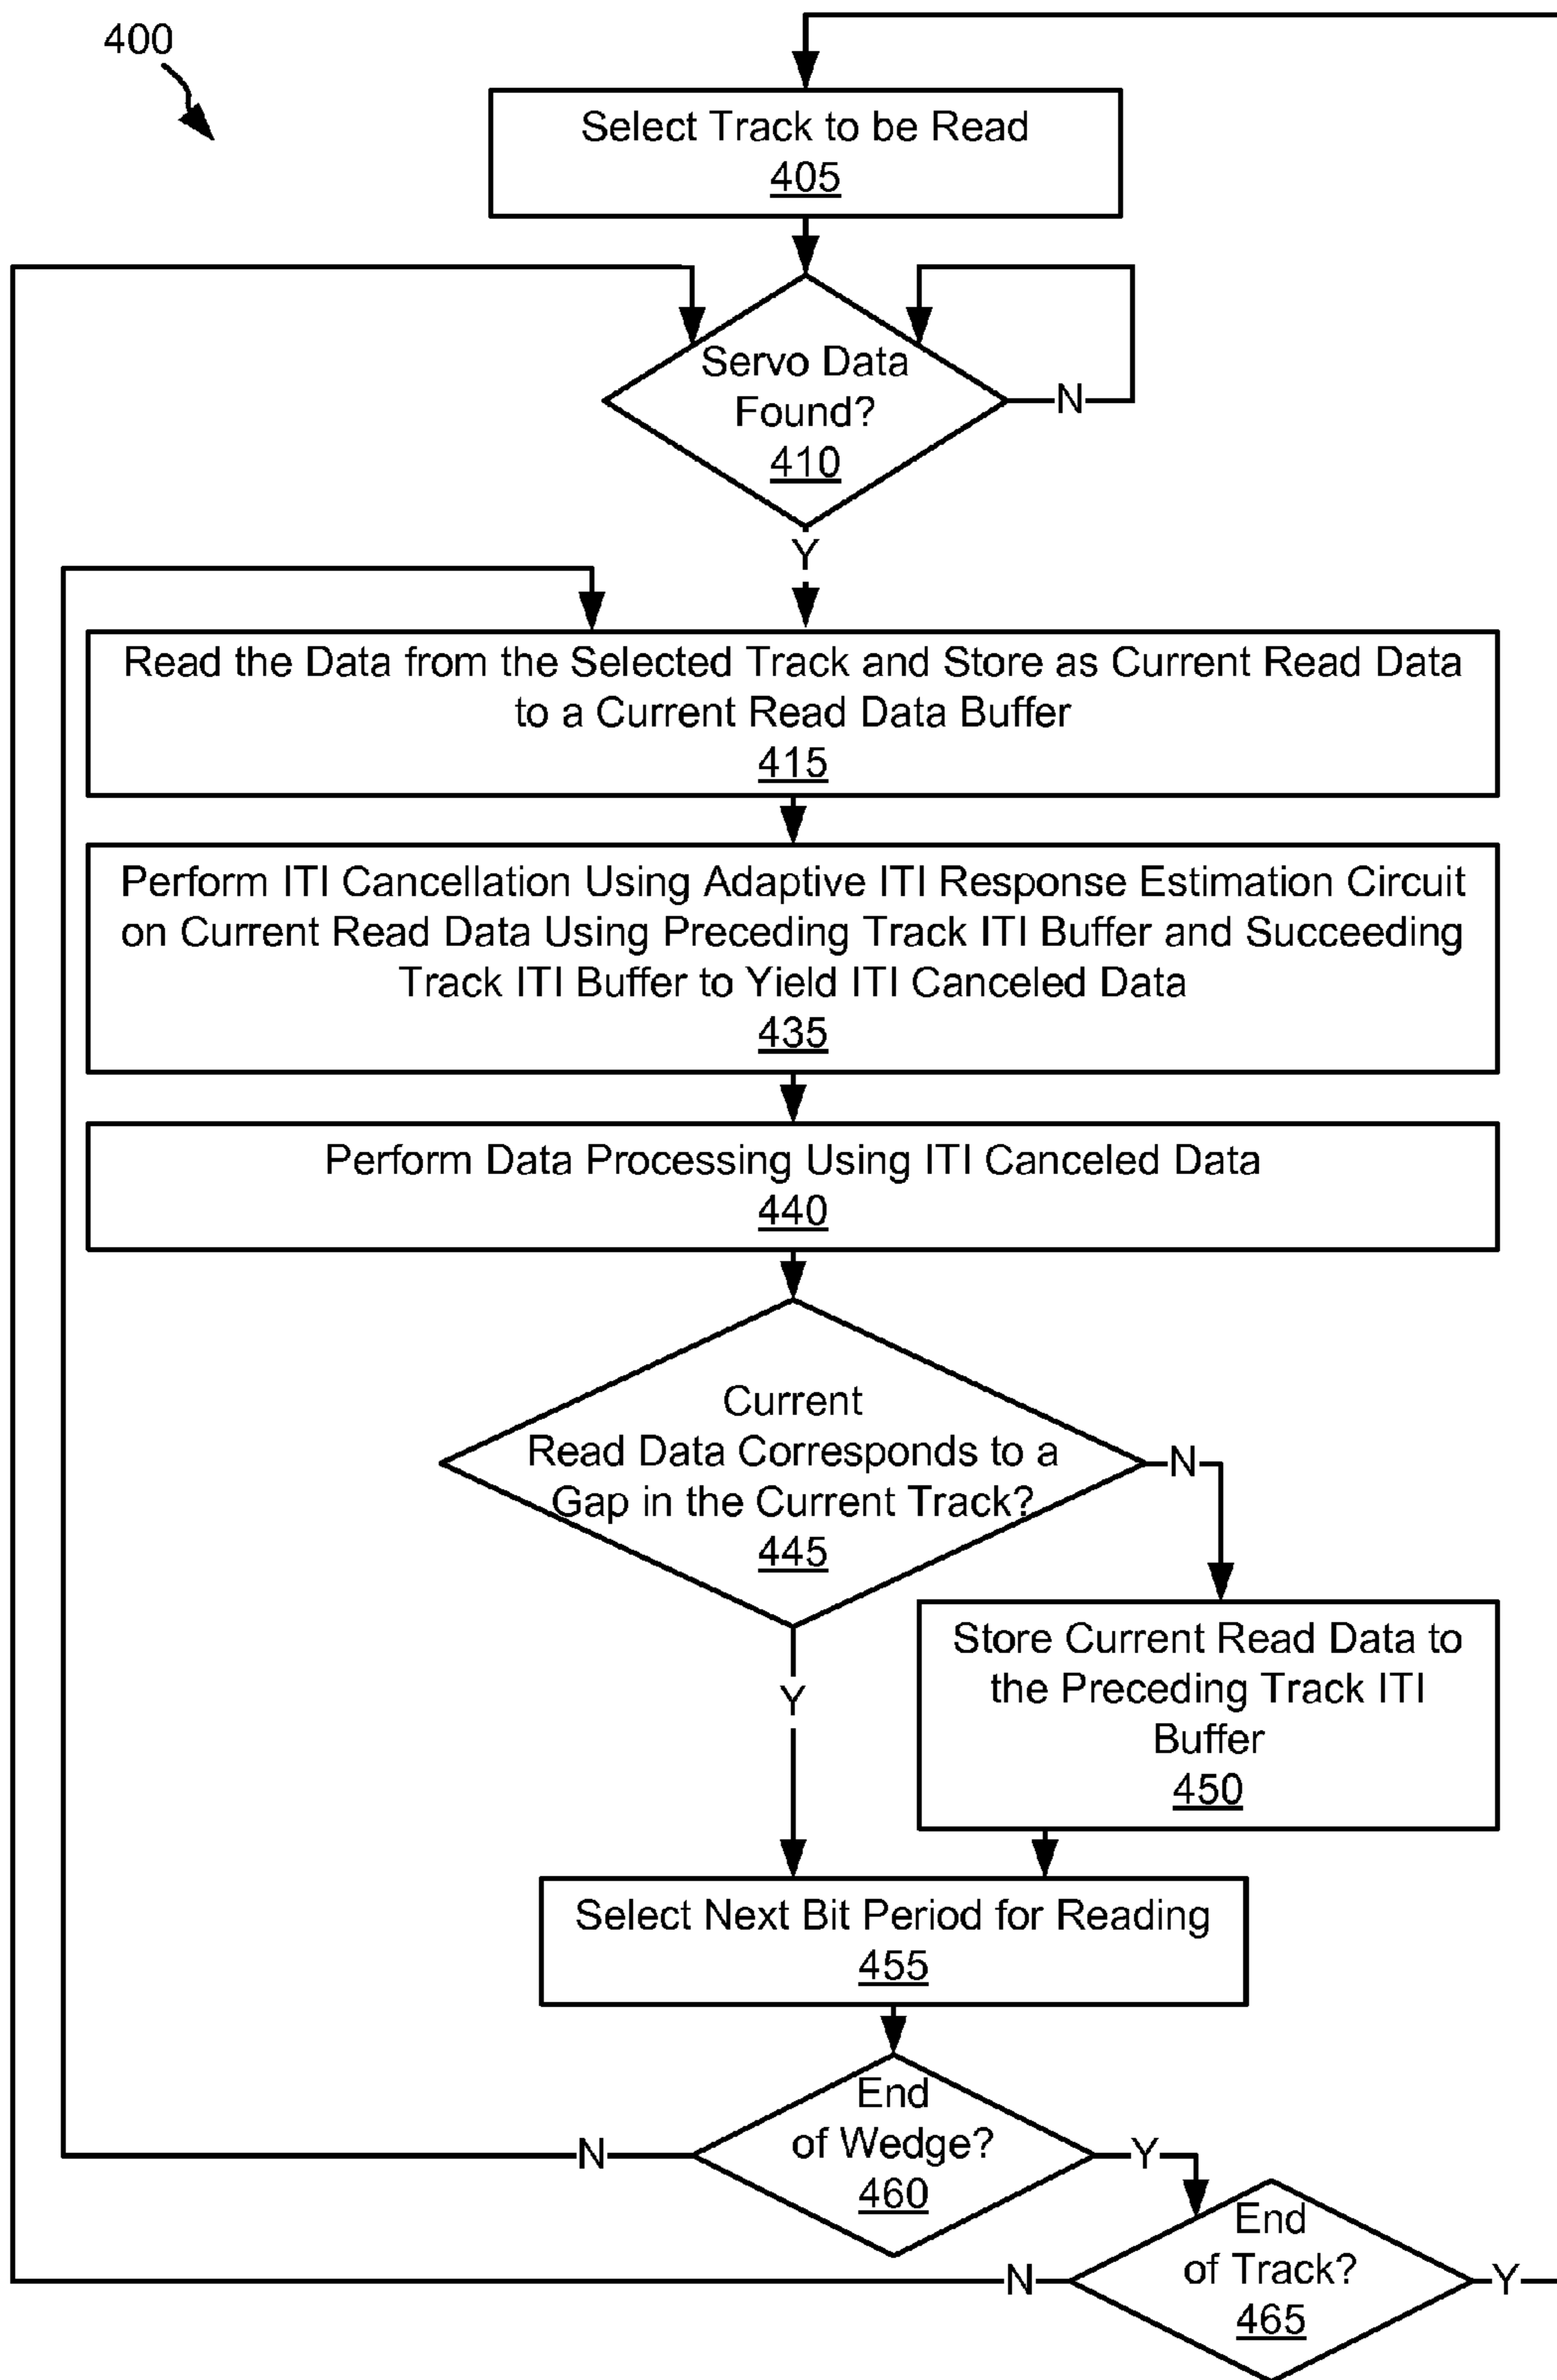 400
Select Track to be Read
405
Servo Data
Found?
410
N
Y
Read the Data from the Selected Track and Store as Current Read Data
to a Current Read Data Buffer
415
Perform ITI Cancellation Using Adaptive ITI Response Estimation Circuit
on Current Read Data Using Preceding Track ITI Buffer and Succeeding
Track ITI Buffer to Yield ITI Canceled Data
435
Perform Data Processing Using ITI Canceled Data
440
Current
Read Data Corresponds to a
Gap in the Current Track?
445
N
Y
Store Current Read Data to
the Preceding Track ITI
Buffer
450
Select Next Bit Period for Reading
455
End
of Wedge?
460
N
Y
End
of Track?
465
N
Y